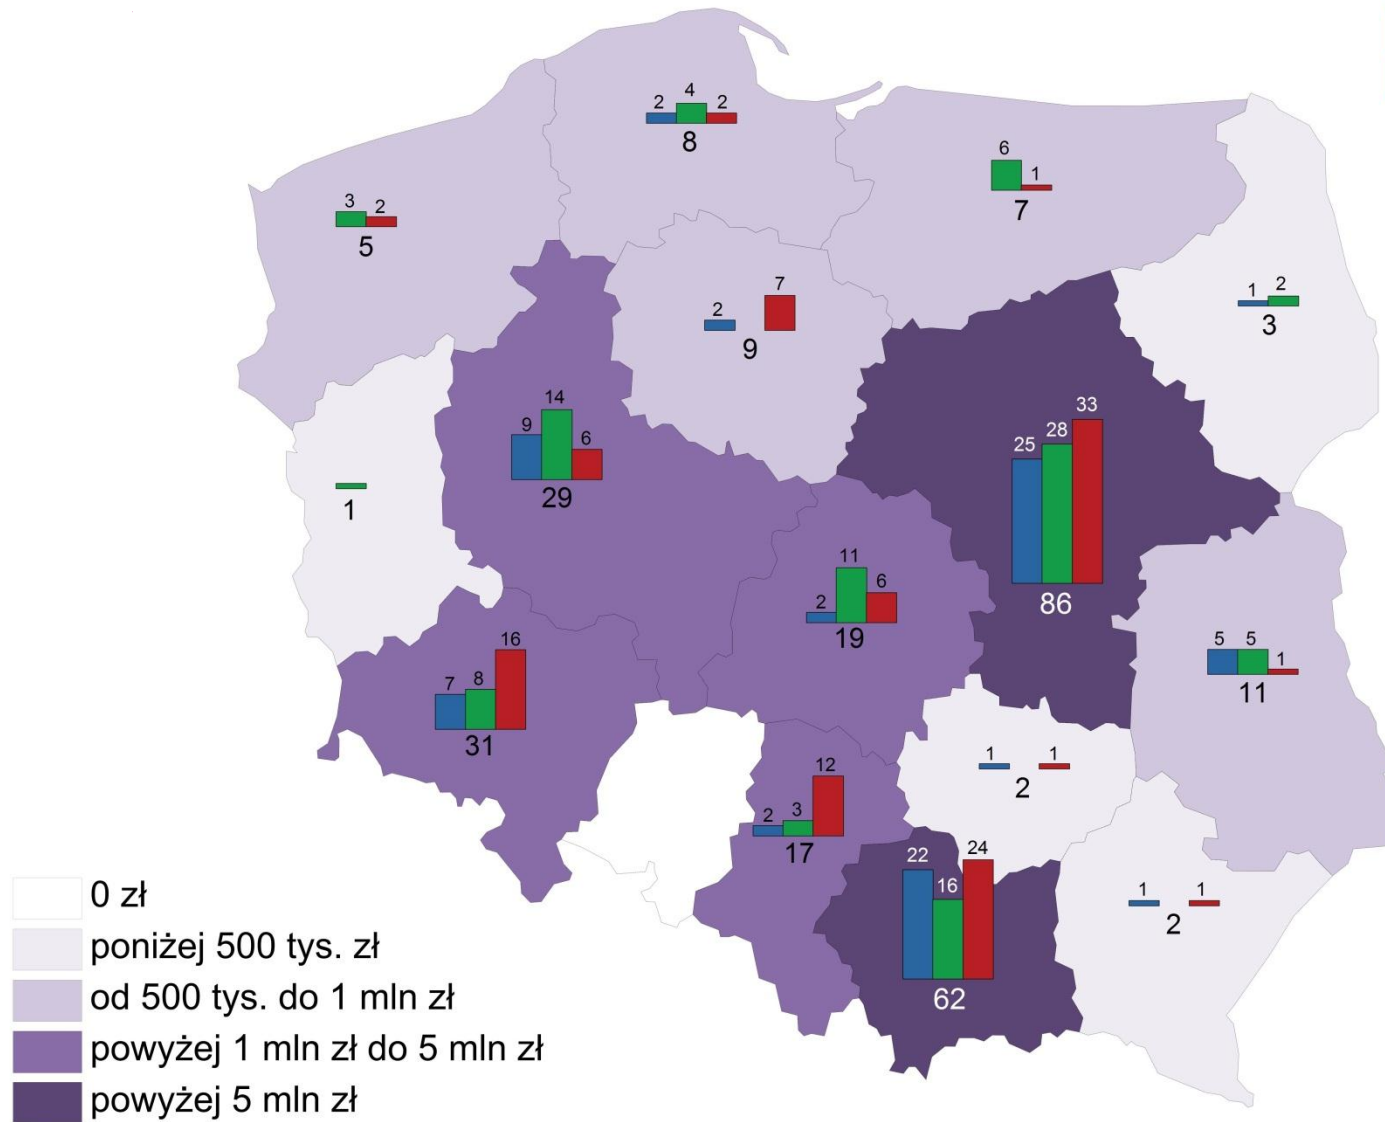 2 4 2
8
6 1
7
3 2
5
1 2
3
2 7
9
9 14 6
29
25 28 33
86
1
2 11 6
19
5 5 1
11
7 8 16
31
1 1
2
2 3 12
17
22 16 24
62
1 1
2
0 zł
poniżej 500 tys. zł
od 500 tys. do 1 mln zł
powyżej 1 mln zł do 5 mln zł
powyżej 5 mln zł